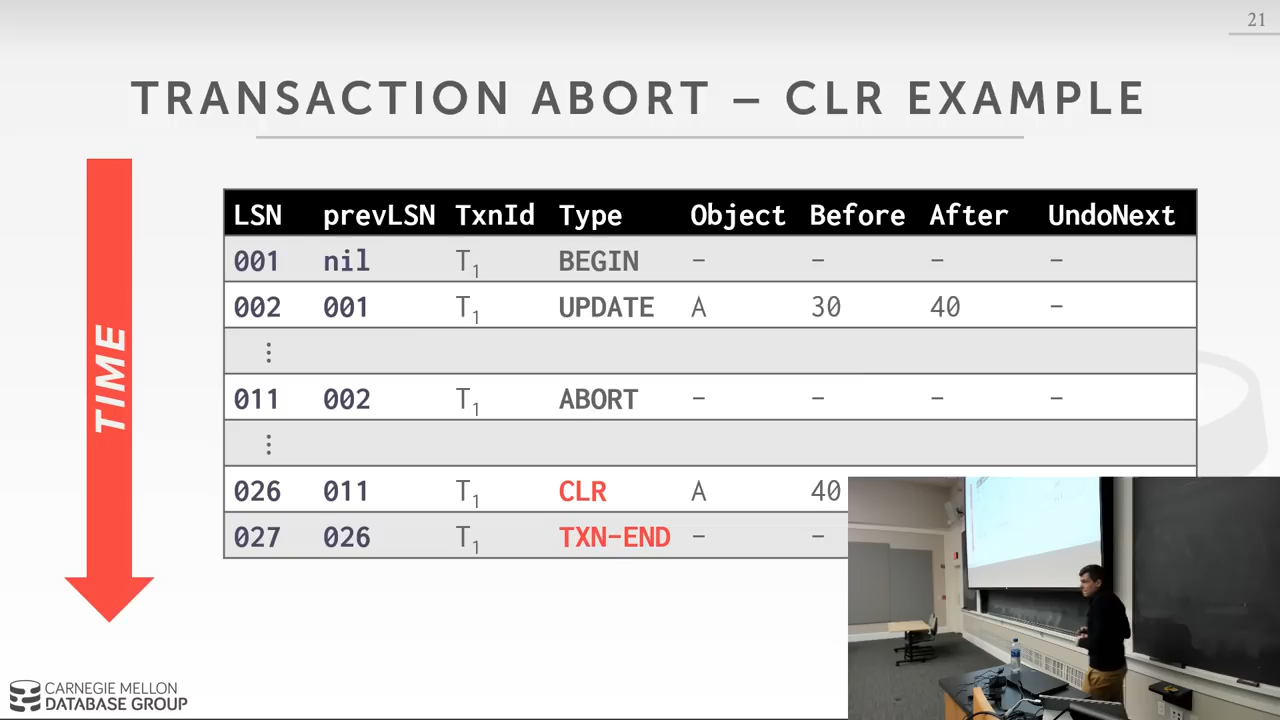 21
TRANSACTION ABORT – CLR EXAMPLE
TIME
LSN prevLSN TxnId Type Object Before After UndoNext
001 nil T1 BEGIN – – – –
002 001 T1 UPDATE A 30 40 –
⋮
011 002 T1 ABORT – – – –
⋮
026 011 T1 CLR A 40
027 026 T1 TXN-END – –
CARNEGIE MELLON
DATABASE GROUP